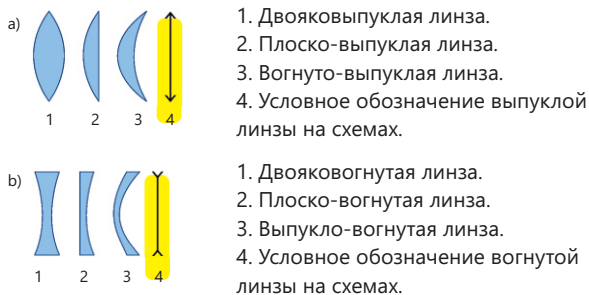 a)
1. Двояковыпуклая линза.
2. Плоско-выпуклая линза.
3. Вогнуто-выпуклая линза.
4. Условное обозначение выпуклой
линзы на схемах.
1 2 3 4
b)
1. Двояковогнутая линза.
2. Плоско-вогнутая линза.
3. Выпукло-вогнутая линза.
4. Условное обозначение вогнутой
линзы на схемах.
1 2 3 4